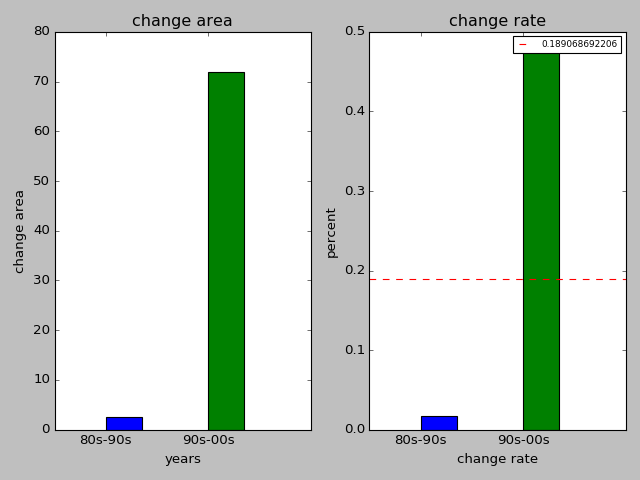 change area
80
70
60
50
40
30
20
10
0
change area
80s-90s 90s-00s
years
change rate
0.189068692206
0.5
0.4
0.3
0.2
0.1
0.0
percent
80s-90s 90s-00s
change rate